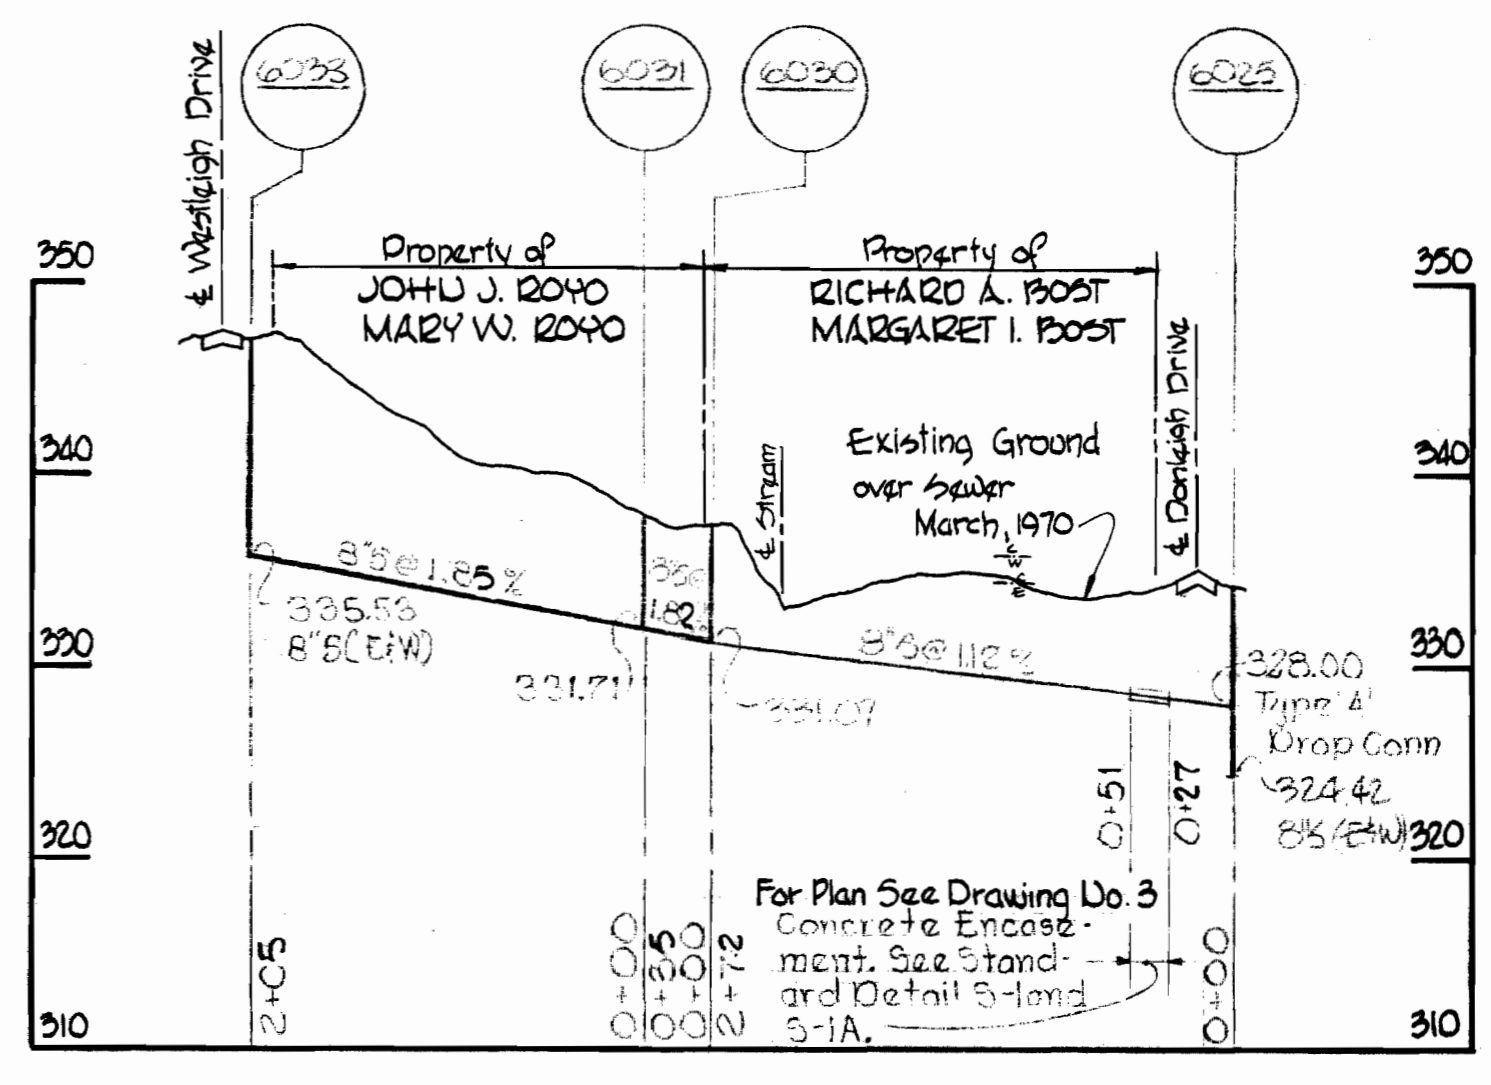 6033
6031
6030
6025
℄ Westleigh Drive
Property of
JOHN J. ROYO
MARY W. ROYO
Property of
RICHARD A. BOST
MARGARET I. BOST
350
350
℄ Donleigh Drive
℄ Stream
Existing Ground
over Sewer
March, 1970
340
340
C
W
C
E
8"S@1.85%
8"S@
1.82%
335.53
8"S(E&W)
8"S@1.12%
330
330
331.71
331.07
328.00
Type 'A'
Drop Conn
324.42
8"S(E&W)
0+51
0+27
320
320
For Plan See Drawing No. 3
Concrete Encase-
ment. See Stand-
ard Detail S-1 and
S-1A.
2+05
0+00
0+35
0+00
2+72
0+00
310
310